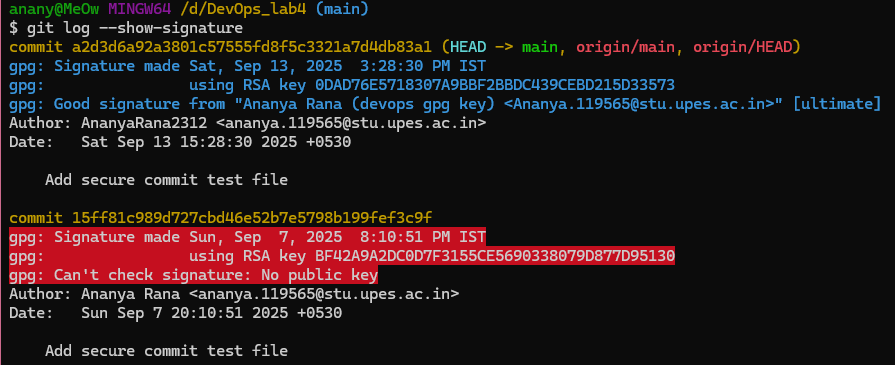 anany@MeOw MINGW64 /d/DevOps_lab4 (main)
$ git log --show-signature
commit a2d3d6a92a3801c57555fd8f5c3321a7d4db83a1 (HEAD -> main, origin/main, origin/HEAD)
gpg: Signature made Sat, Sep 13, 2025  3:28:30 PM IST
gpg:                using RSA key 0DAD76E5718307A9BBF2BBDC439CEBD215D33573
gpg: Good signature from "Ananya Rana (devops gpg key) <Ananya.119565@stu.upes.ac.in>" [ultimate]
Author: AnanyaRana2312 <ananya.119565@stu.upes.ac.in>
Date:   Sat Sep 13 15:28:30 2025 +0530
    Add secure commit test file
commit 15ff81c989d727cbd46e52b7e5798b199fef3c9f
gpg: Signature made Sun, Sep  7, 2025  8:10:51 PM IST
gpg:                using RSA key BF42A9A2DC0D7F3155CE5690338079D877D95130
gpg: Can't check signature: No public key
Author: Ananya Rana <ananya.119565@stu.upes.ac.in>
Date:   Sun Sep 7 20:10:51 2025 +0530
    Add secure commit test file